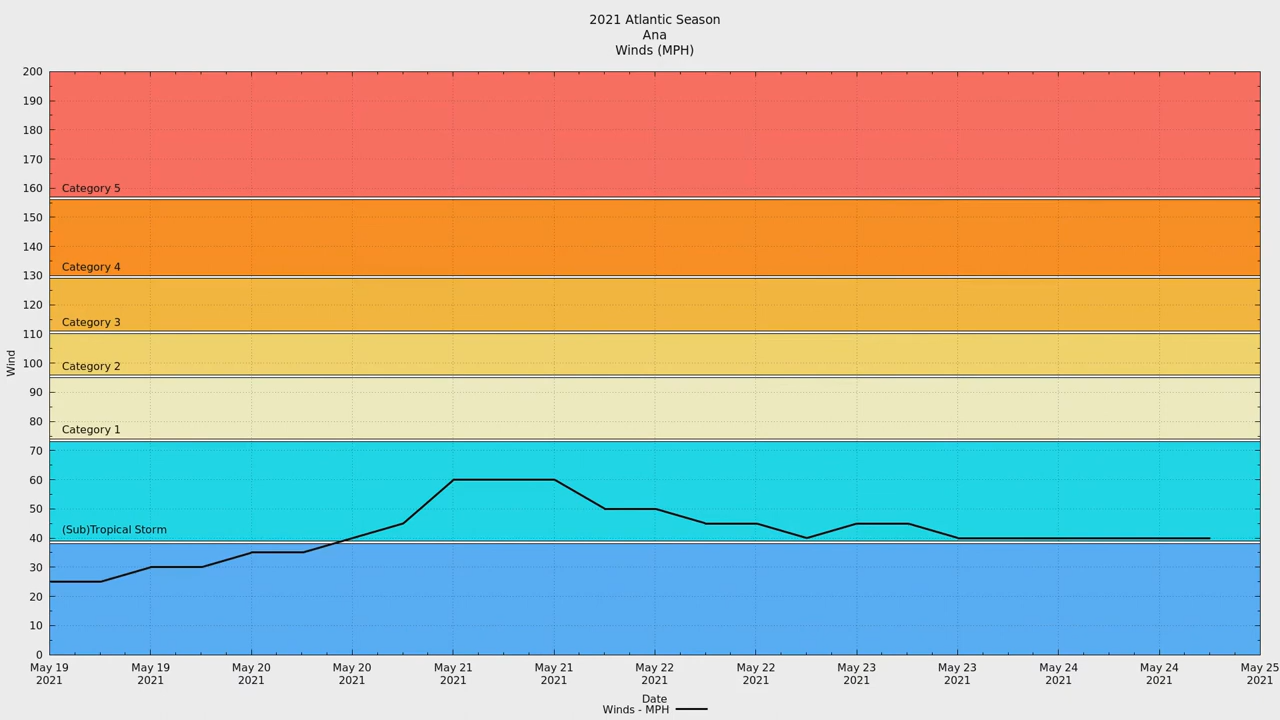 2021 Atlantic Season
Ana
Winds (MPH)
200
190
180
170
160
Category 5
150
140
130
Category 4
120
110
Category 3
100
Category 2
90
80
Category 1
70
60
50
40
(Sub)Tropical Storm
30
20
10
0
Wind
May 19 May 19 May 20 May 20 May 21 May 21 May 22 May 22 May 23 May 23 May 24 May 24 May 25
2021 2021 2021 2021 2021 2021 2021 2021 2021 2021 2021 2021 2021
Date
Winds - MPH